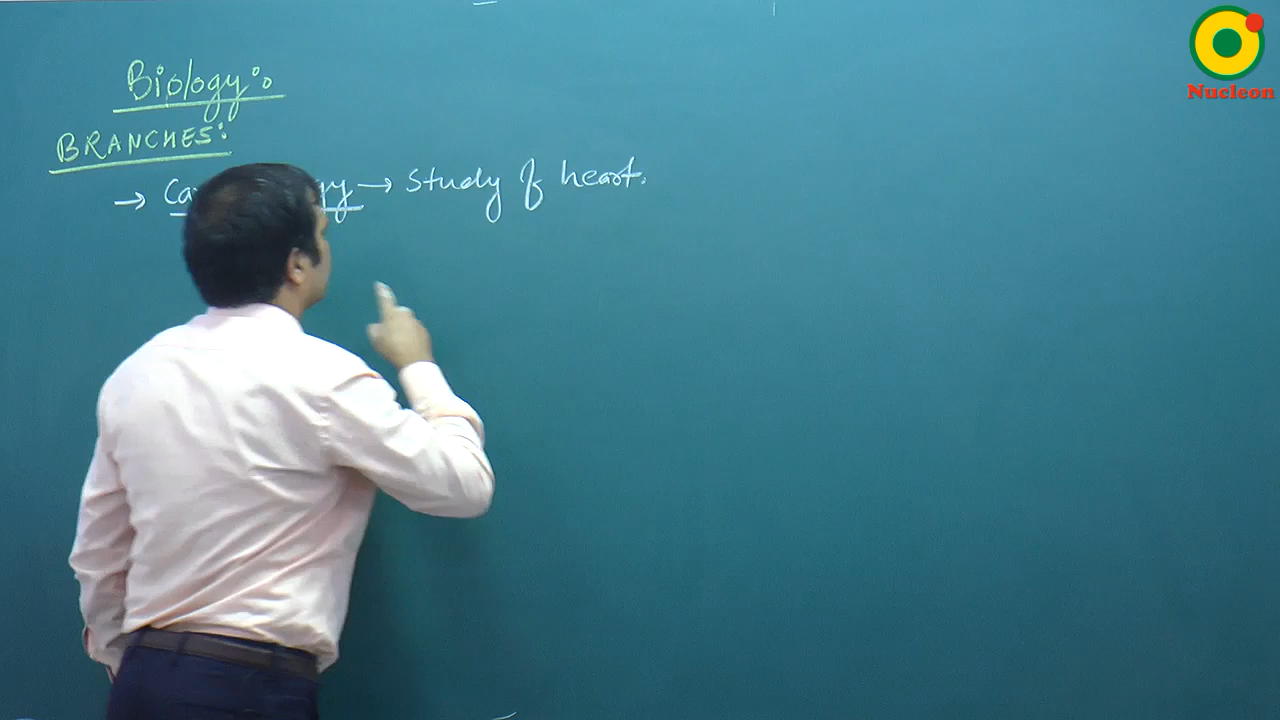 Biology:
BRANCHES:
→ → Study of heart.
Nucleon